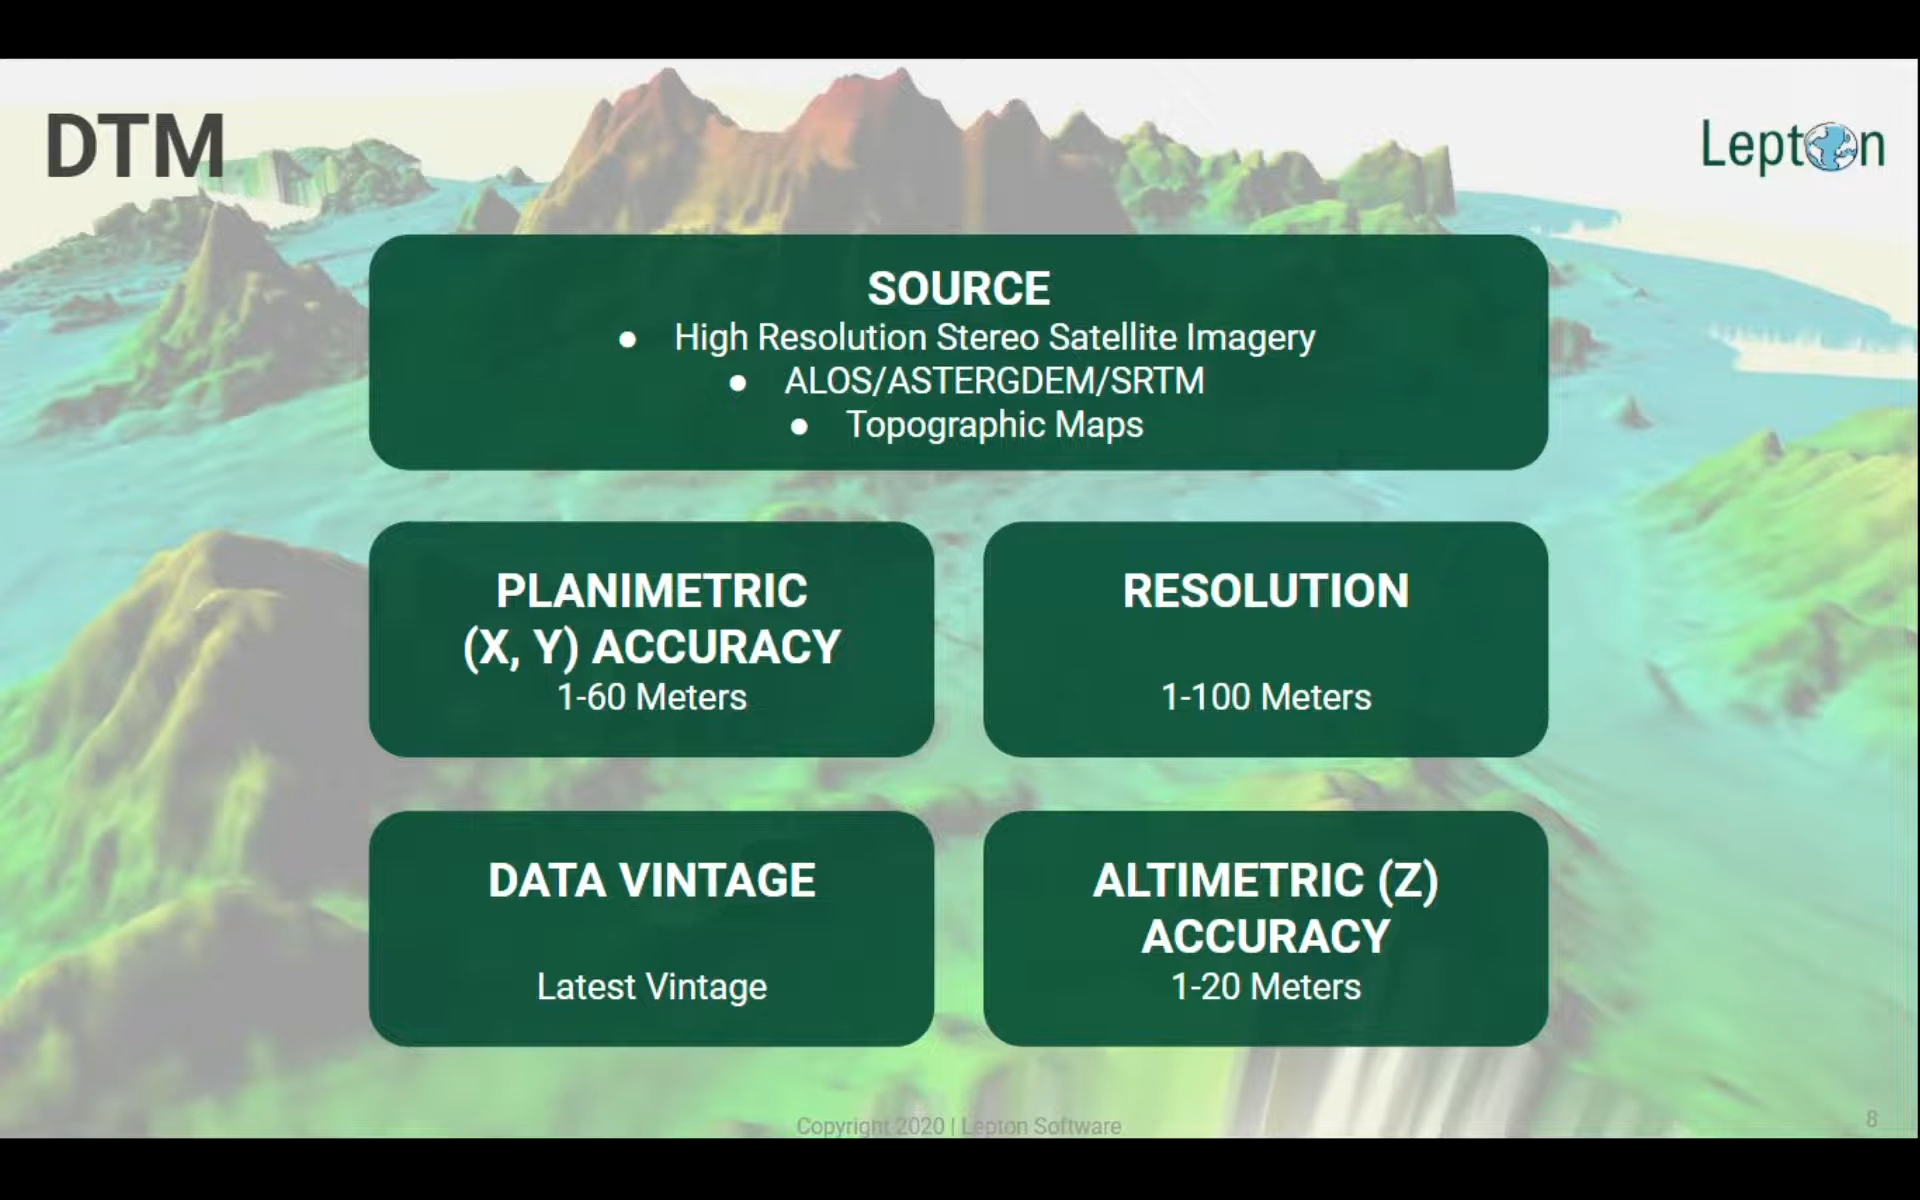 DTM
Lepton
SOURCE
● High Resolution Stereo Satellite Imagery
● ALOS/ASTERGDEM/SRTM
● Topographic Maps
PLANIMETRIC
(X, Y) ACCURACY
1-60 Meters
RESOLUTION
1-100 Meters
DATA VINTAGE
Latest Vintage
ALTIMETRIC (Z)
ACCURACY
1-20 Meters
Copyright 2020 | Lepton Software
8